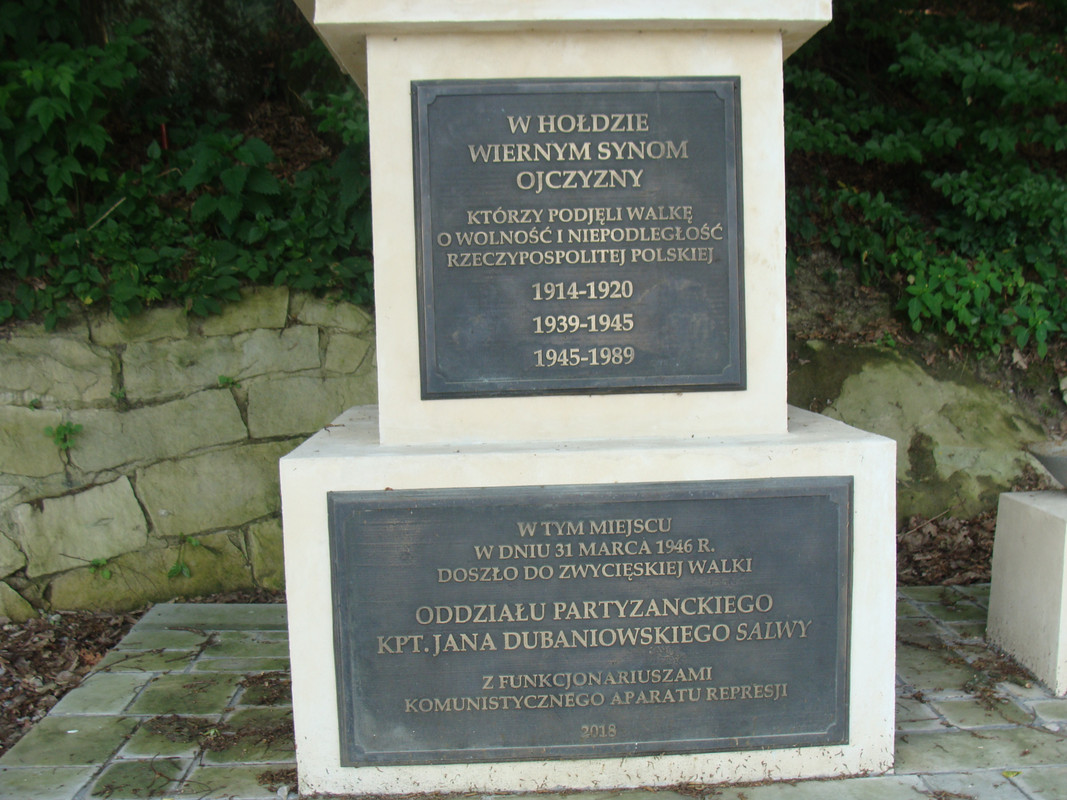 W HOŁDZIE
WIERNYM SYNOM
OJCZYZNY
KTÓRZY PODJĘLI WALKĘ
O WOLNOŚĆ I NIEPODLEGŁOŚĆ
RZECZYPOSPOLITEJ POLSKIEJ
1914-1920
1939-1945
1945-1989
W TYM MIEJSCU
W DNIU 31 MARCA 1946 R.
DOSZŁO DO ZWYCIĘSKIEJ WALKI
ODDZIAŁU PARTYZANCKIEGO
KPT. JANA DUBANIOWSKIEGO SALWY
Z FUNKCJONARIUSZAMI
KOMUNISTYCZNEGO APARATU REPRESJI
2018